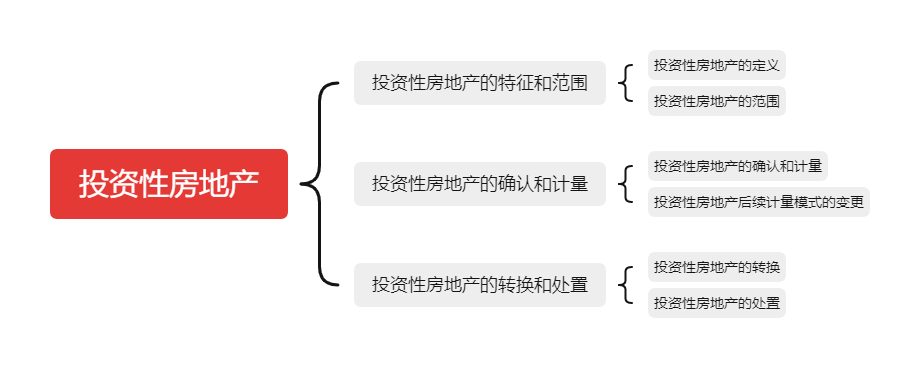 投资性房地产
投资性房地产的特征和范围
投资性房地产的定义
投资性房地产的范围
投资性房地产的确认和计量
投资性房地产的确认和计量
投资性房地产后续计量模式的变更
投资性房地产的转换和处置
投资性房地产的转换
投资性房地产的处置